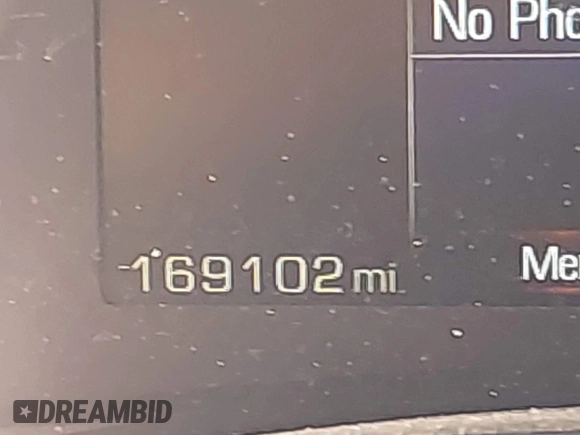 No Pho
169102 mi
Me
DREAMBID